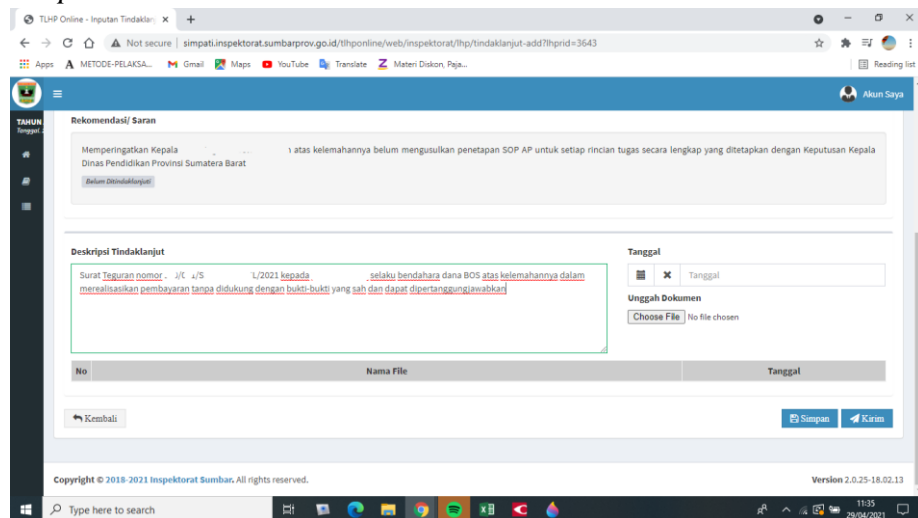 TLHP Online - Inputan Tindaklan
Not secure | simpati.inspektorat.sumbarprov.go.id/tlhponline/web/inspektorat/lhp/tindaklanjut-add?lhprid=3643
Apps METODE-PELAKSA... Gmail Maps YouTube Translate Materi Diskon, Paja... Reading list
Akun Saya
TAHUN
Tanggal
Rekomendasi/ Saran
Memperingatkan Kepala atas kelemahannya belum mengusulkan penetapan SOP AP untuk setiap rincian tugas secara lengkap yang ditetapkan dengan Keputusan Kepala
Dinas Pendidikan Provinsi Sumatera Barat
Belum Ditindaklanjuti
Deskripsi Tindaklanjut
Surat Teguran nomor . /2021 kepada selaku bendahara dana BOS atas kelemahannya dalam
merealisasikan pembayaran tanpa didukung dengan bukti-bukti yang sah dan dapat dipertanggungjawabkan
Tanggal
Tanggal
Unggah Dokumen
Choose File No file chosen
No Nama File Tanggal
Kembali
Simpan Kirim
Copyright © 2018-2021 Inspektorat Sumbar. All rights reserved. Version 2.0.25-18.02.13
Type here to search
11:35
29/04/2021